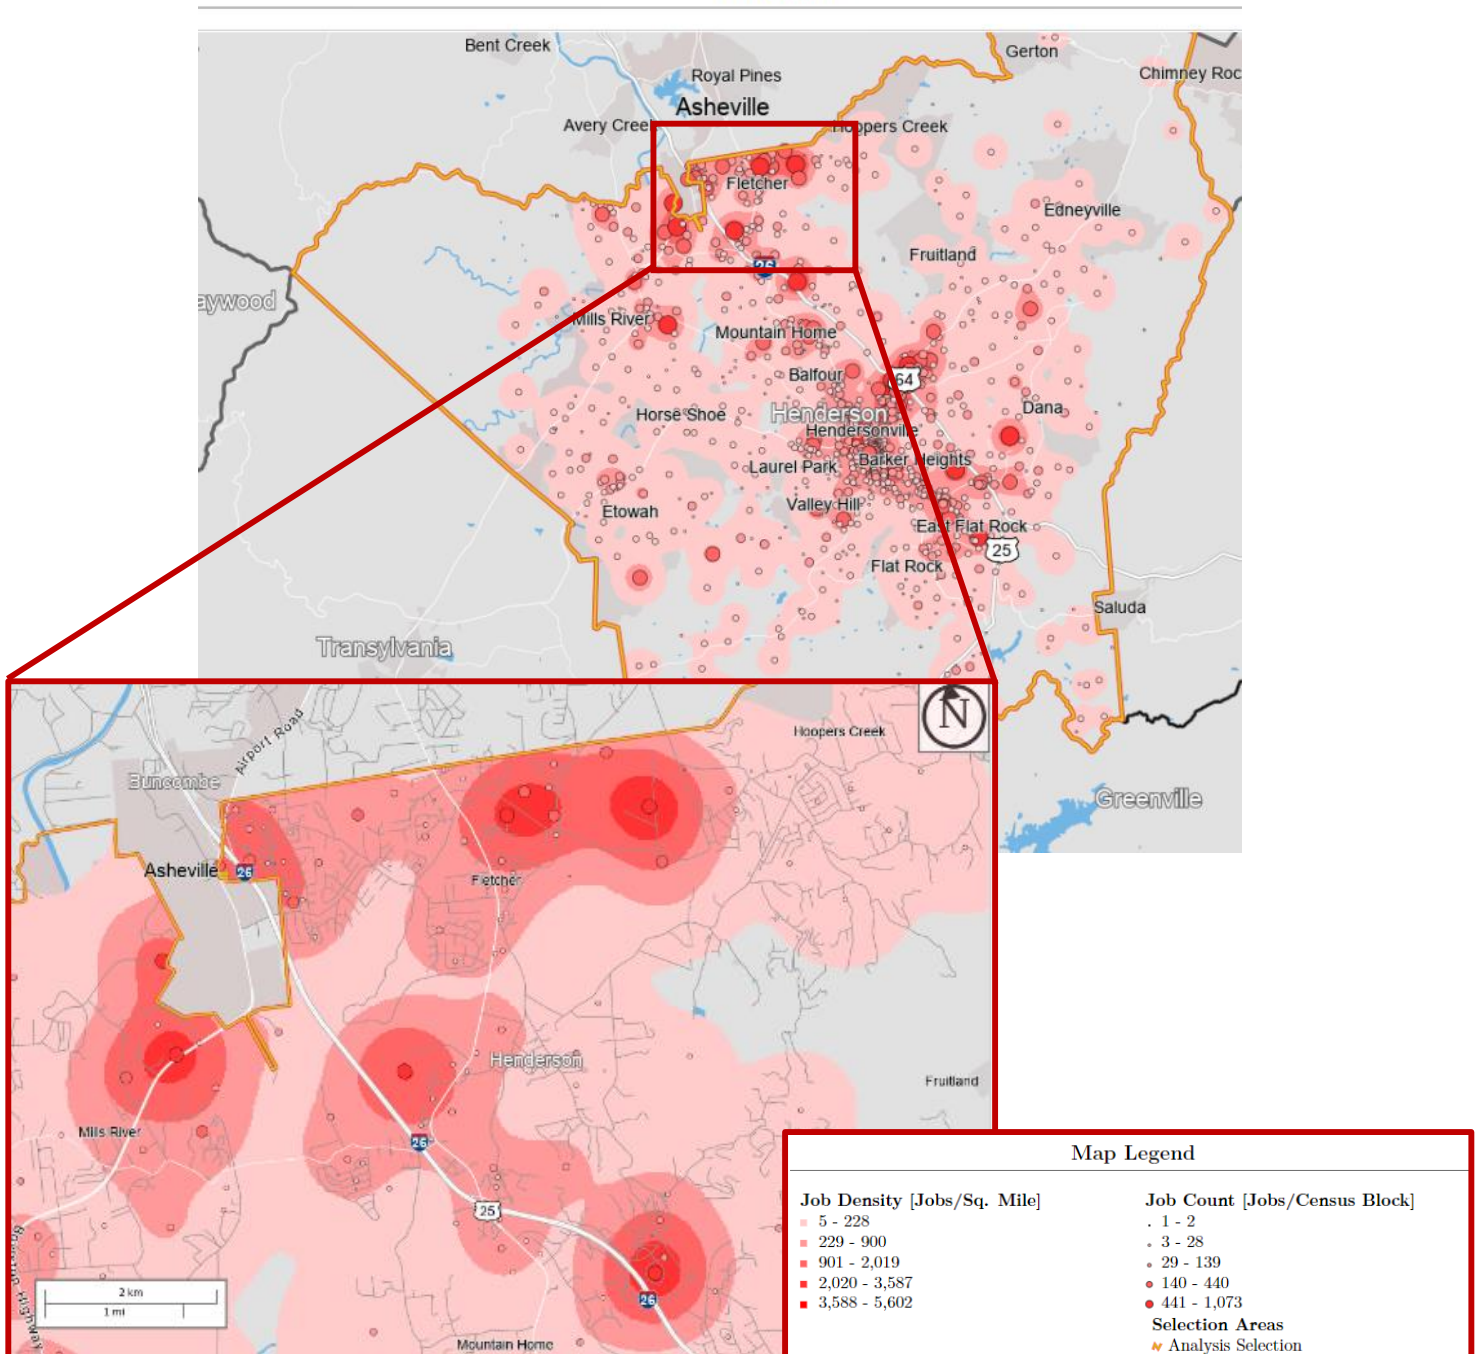 Bent Creek
Gerton
Royal Pines
Chimney Roc
Asheville
Avery Cree
Hoopers Creek
Fletcher
Edneyville
Fruitland
26
aywood
Mills River
Mountain Home
64
Balfour
Horse Shoe
Henderson
Dana
Hendersonville
Laurel Park
Barker Heights
Valley Hill
Etowah
East Flat Rock
25
Flat Rock
Saluda
Transylvania
Greenville
N
Hoopers Creek
Airport Road
Buncombe
Asheville
26
Fletcher
Henderson
Fruitland
Mills River
26
25
Boylston Highway
2 km
1 mi
26
Mountain Home
Map Legend
Job Density [Jobs/Sq. Mile]
5 - 228
229 - 900
901 - 2,019
2,020 - 3,587
3,588 - 5,602
Job Count [Jobs/Census Block]
1 - 2
3 - 28
29 - 139
140 - 440
441 - 1,073
Selection Areas
Analysis Selection